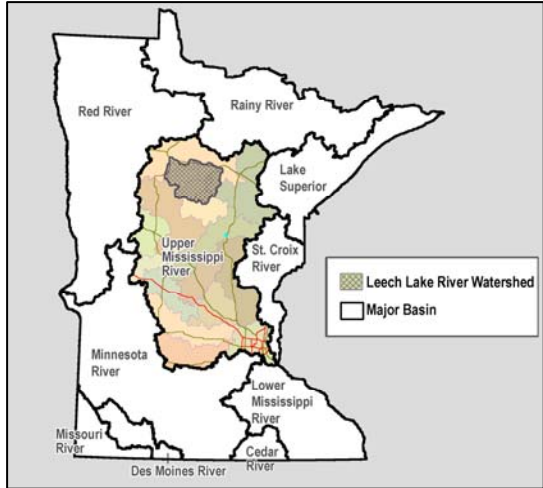 Red River
Rainy River
Lake
Superior
Upper
Mississippi
River
St. Croix
River
Leech Lake River Watershed
Major Basin
Minnesota
River
Lower
Mississippi
River
Missouri
River
Cedar
River
Des Moines River